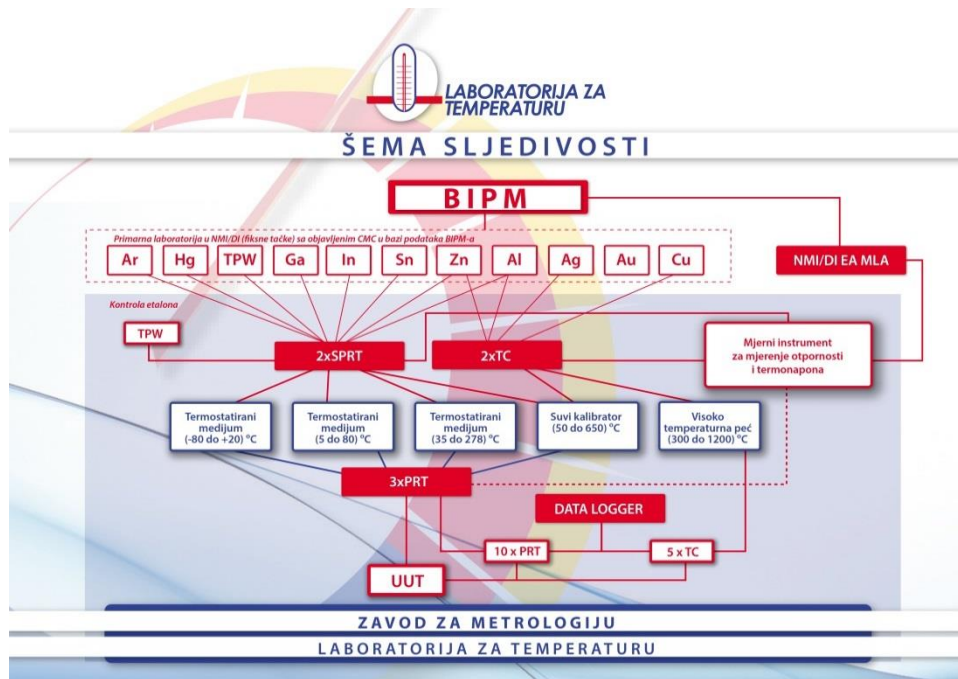 LABORATORIJA ZA
TEMPERATURU
ŠEMA SLJEDIVOSTI
BIPM
Primarna laboratorija u NMI/DI (fiksne tačke) sa objavljenim CMC u bazi podataka BIPM-a
Ar
Hg
TPW
Ga
In
Sn
Zn
Al
Ag
Au
Cu
NMI/DI EA MLA
Kontrola etalona
TPW
2xSPRT
2xTC
Mjerni instrument
za mjerenje otpornosti
i termonapona
Termostatirani
medijum
(-80 do +20) °C
Termostatirani
medijum
(5 do 80) °C
Termostatirani
medijum
(35 do 278) °C
Suvi kalibrator
(50 do 650) °C
Visoko
temperaturna peć
(300 do 1200) °C
3xPRT
DATA LOGGER
10 x PRT
5 x TC
UUT
ZAVOD ZA METROLOGIJU
LABORATORIJA ZA TEMPERATURU